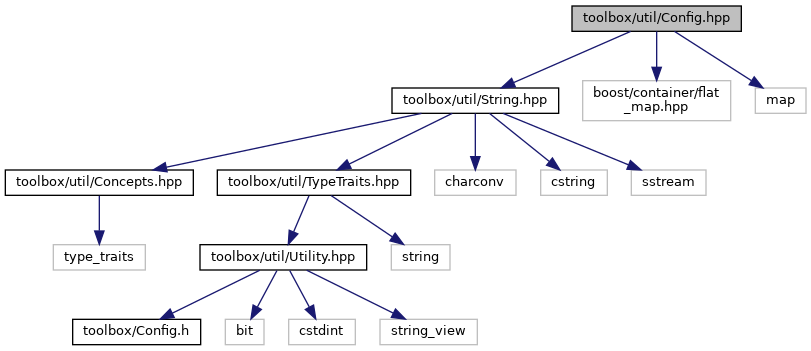 toolbox/util/Config.hpp
toolbox/util/String.hpp
boost/container/flat
_map.hpp
map
toolbox/util/Concepts.hpp
toolbox/util/TypeTraits.hpp
charconv
cstring
sstream
type_traits
toolbox/util/Utility.hpp
string
toolbox/Config.h
bit
cstdint
string_view